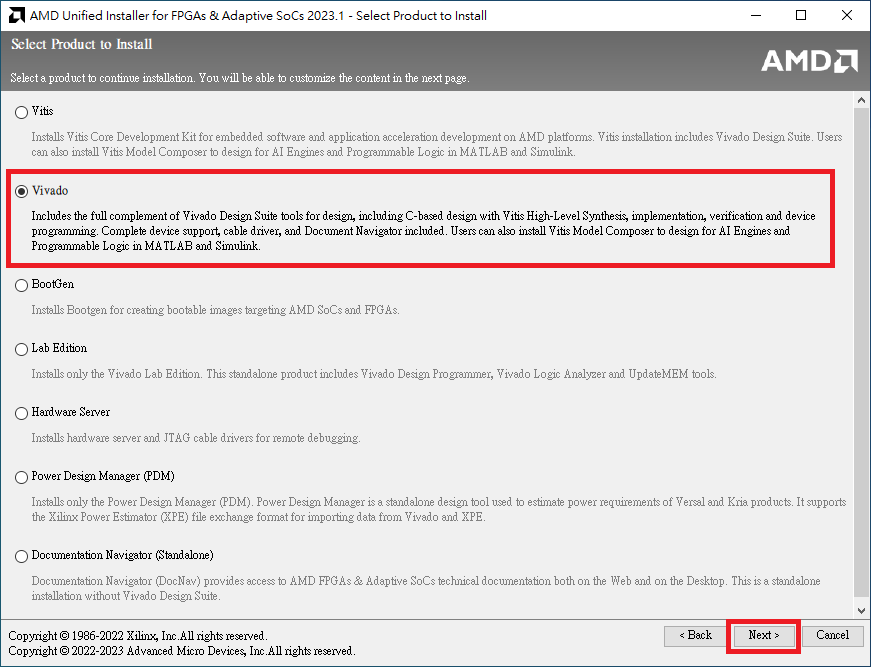 AMD Unified Installer for FPGAs & Adaptive SoCs 2023.1 - Select Product to Install
Select Product to Install
Select a product to continue installation. You will be able to customize the content in the next page.
AMD
Vitis
Installs Vitis Core Development Kit for embedded software and application acceleration development on AMD platforms. Vitis installation includes Vivado Design Suite. Users
can also install Vitis Model Composer to design for AI Engines and Programmable Logic in MATLAB and Simulink.
Vivado
Includes the full complement of Vivado Design Suite tools for design, including C-based design with Vitis High-Level Synthesis, implementation, verification and device
programming. Complete device support, cable driver, and Document Navigator included. Users can also install Vitis Model Composer to design for AI Engines and
Programmable Logic in MATLAB and Simulink.
BootGen
Installs Bootgen for creating bootable images targeting AMD SoCs and FPGAs.
Lab Edition
Installs only the Vivado Lab Edition. This standalone product includes Vivado Design Programmer, Vivado Logic Analyzer and UpdateMEM tools.
Hardware Server
Installs hardware server and JTAG cable drivers for remote debugging.
Power Design Manager (PDM)
Installs only the Power Design Manager (PDM). Power Design Manager is a standalone design tool used to estimate power requirements of Versal and Kria products. It supports
the Xilinx Power Estimator (XPE) file exchange format for importing data from Vivado and XPE.
Documentation Navigator (Standalone)
Documentation Navigator (DocNav) provides access to AMD FPGAs & Adaptive SoCs technical documentation both on the Web and on the Desktop. This is a standalone
installation without Vivado Design Suite.
Copyright © 1986-2022 Xilinx, Inc.All rights reserved.
Copyright © 2022-2023 Advanced Micro Devices, Inc.All rights reserved.
< Back
Next >
Cancel